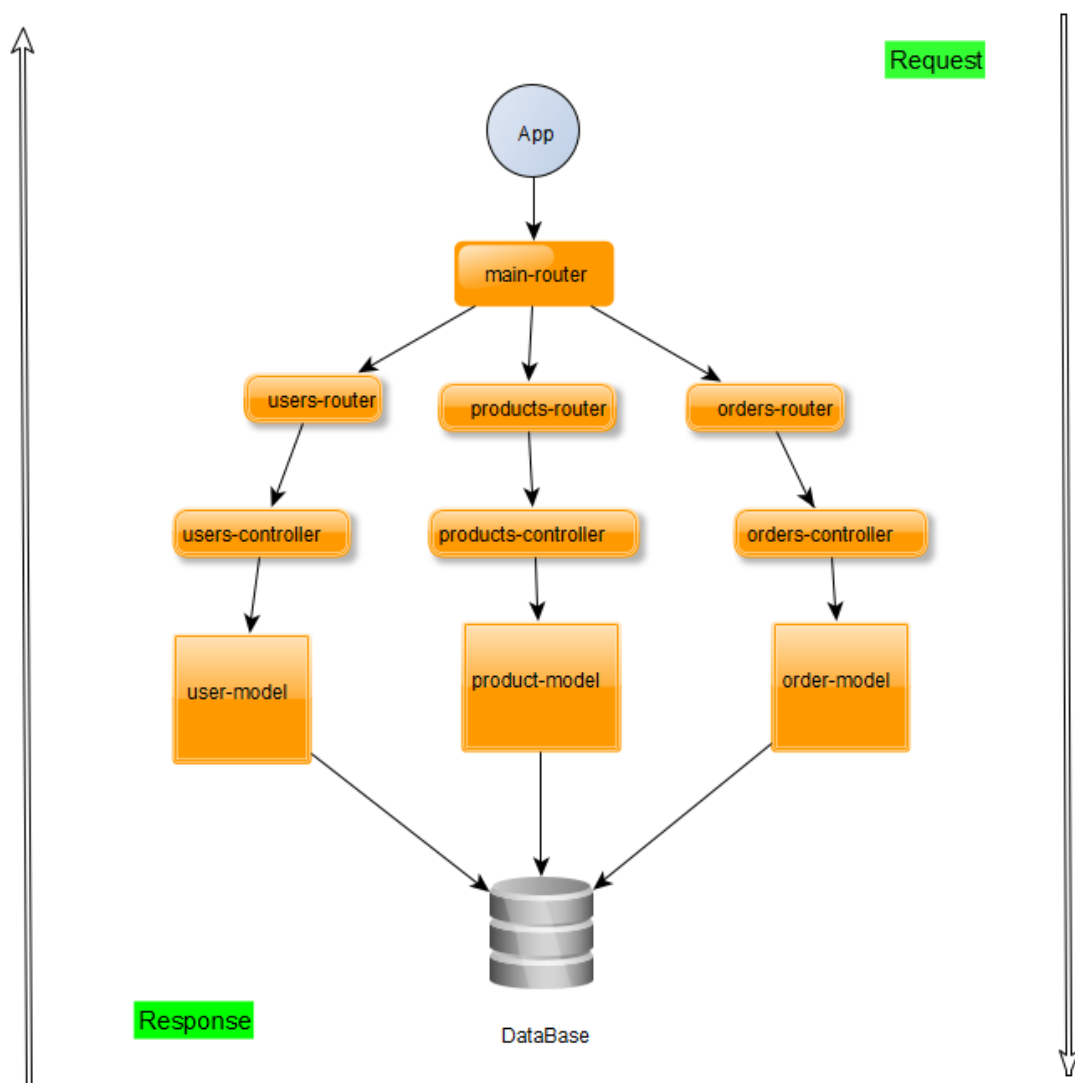 Request
App
main-router
users-router
products-router
orders-router
users-controller
products-controller
orders-controller
user-model
product-model
order-model
Response
DataBase